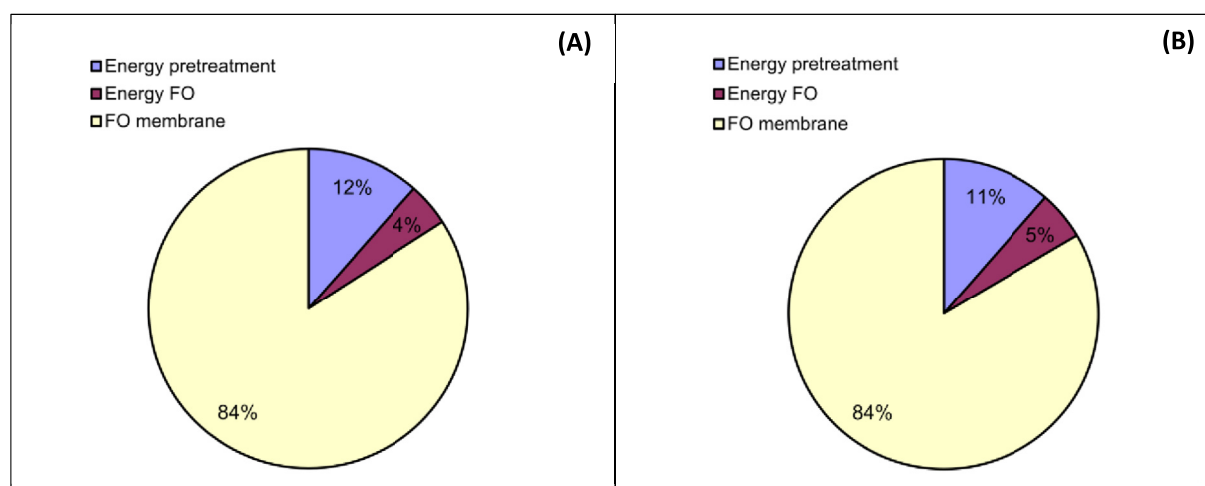 (A)
Energy pretreatment
Energy FO
FO membrane
12%
4%
84%
(B)
Energy pretreatment
Energy FO
FO membrane
11%
5%
84%